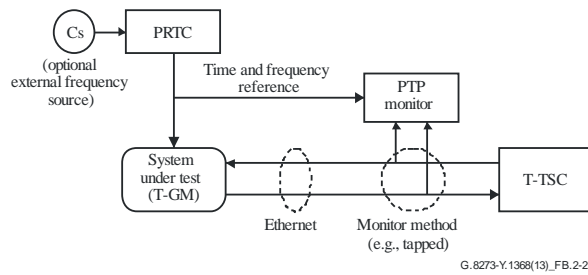 Cs
PRTC
(optional
external frequency
source)
Time and frequency
reference
PTP
monitor
System
under test
(T-GM)
T-TSC
Ethernet
Monitor method
(e.g., tapped)
G.8273-Y.1368(13)_FB.2-2